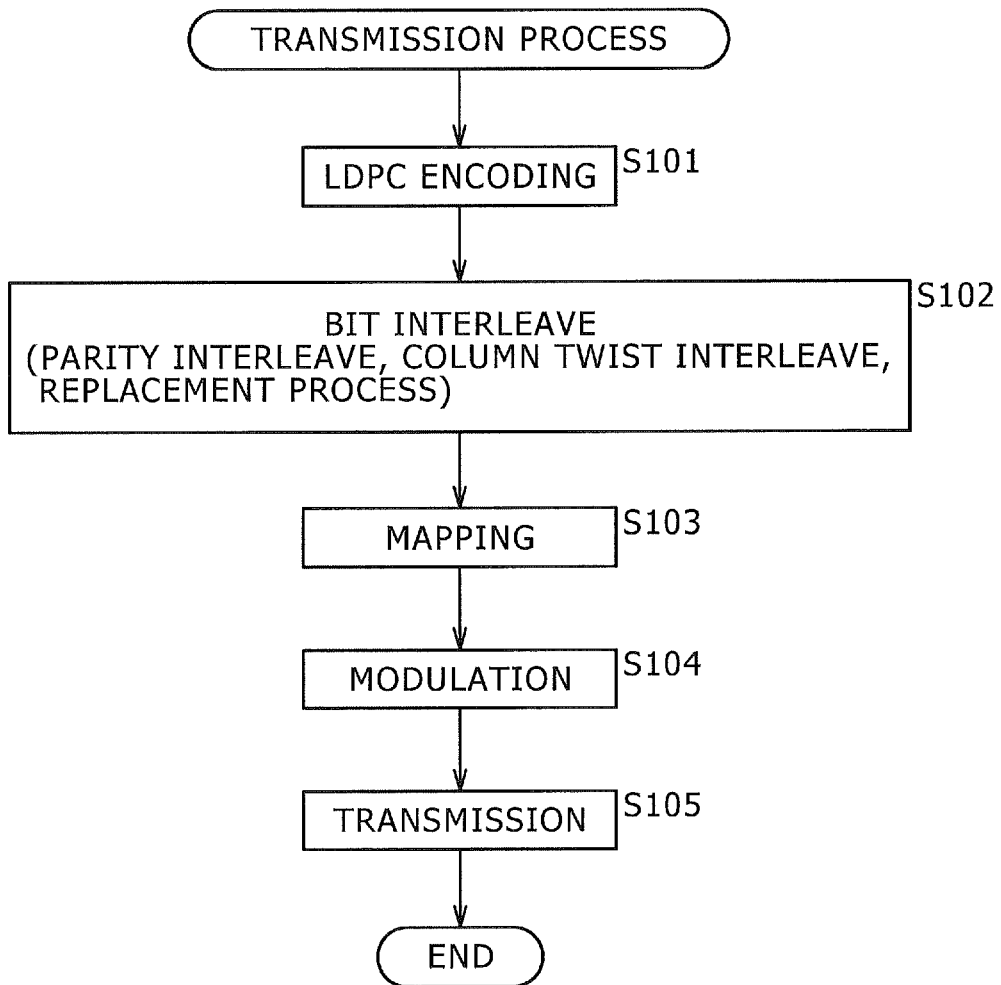 TRANSMISSION PROCESS
LDPC ENCODING
S101
BIT INTERLEAVE
(PARITY INTERLEAVE, COLUMN TWIST INTERLEAVE,
REPLACEMENT PROCESS)
S102
MAPPING
S103
MODULATION
S104
TRANSMISSION
S105
END